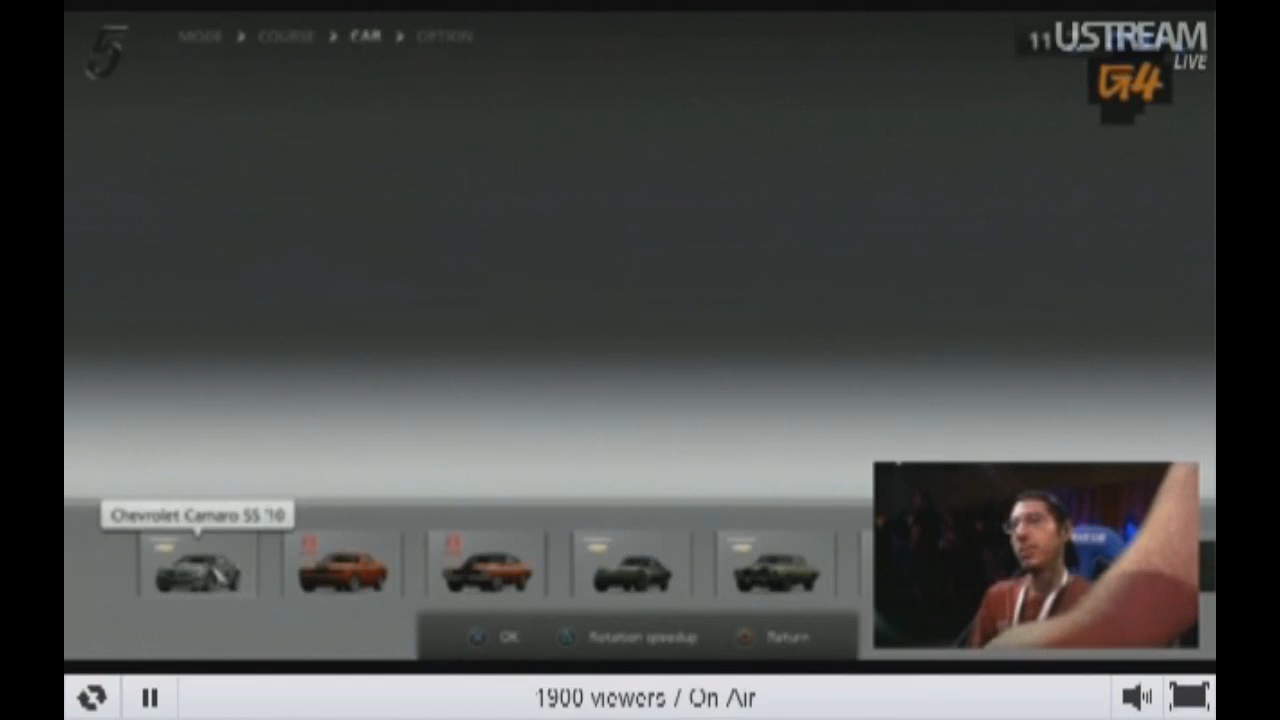 5 MODE > COURSE > CAR > OPTION
11
USTREAM
LIVE
G4
Chevrolet Camaro SS '10
OK Rotation speedup Return
1900 viewers / On Air